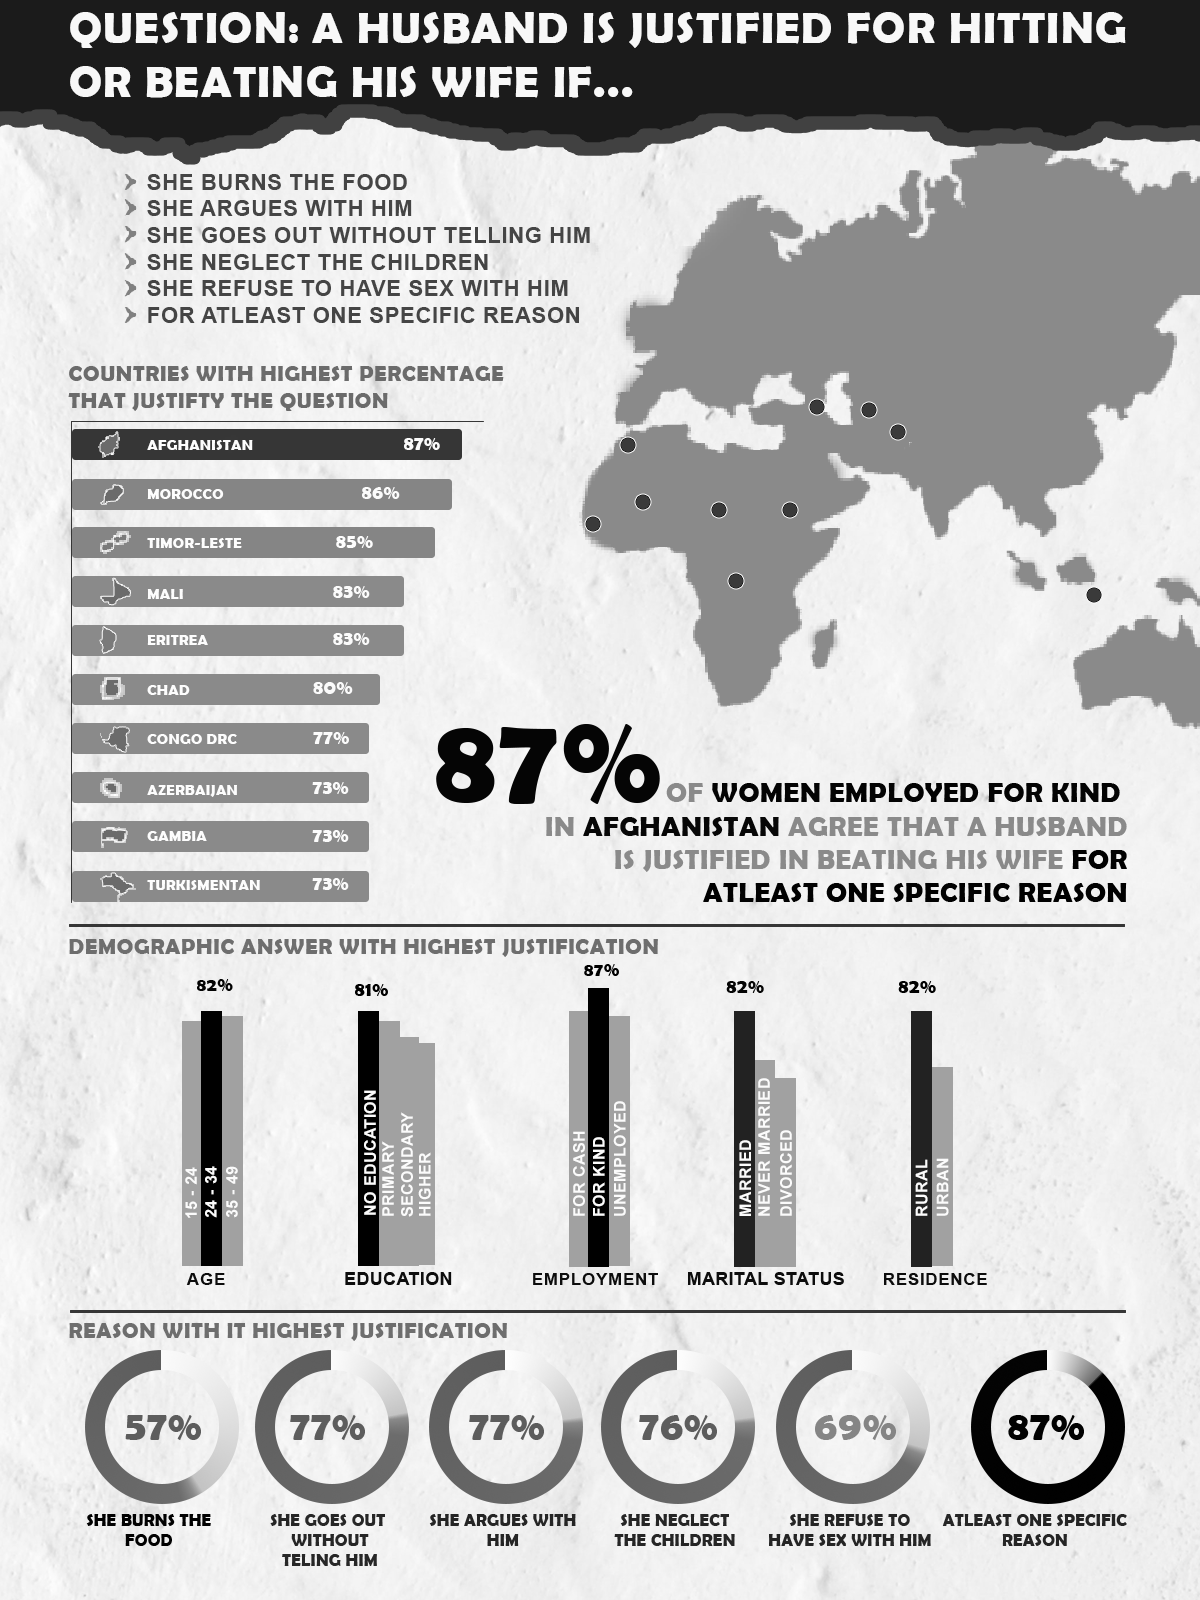 QUESTION: A HUSBAND IS JUSTIFIED FOR HITTING
OR BEATING HIS WIFE IF...
SHE BURNS THE FOOD
SHE ARGUES WITH HIM
SHE GOES OUT WITHOUT TELLING HIM
SHE NEGLECT THE CHILDREN
SHE REFUSE TO HAVE SEX WITH HIM
FOR ATLEAST ONE SPECIFIC REASON
COUNTRIES WITH HIGHEST PERCENTAGE
THAT JUSTIFTY THE QUESTION
AFGHANISTAN 87%
MOROCCO 86%
TIMOR-LESTE 85%
MALI 83%
ERITREA 83%
CHAD 80%
CONGO DRC 77%
AZERBAIJAN 73%
GAMBIA 73%
TURKISMENTAN 73%
87% OF WOMEN EMPLOYED FOR KIND
IN AFGHANISTAN AGREE THAT A HUSBAND
IS JUSTIFIED IN BEATING HIS WIFE FOR
ATLEAST ONE SPECIFIC REASON
DEMOGRAPHIC ANSWER WITH HIGHEST JUSTIFICATION
82%
15 - 24
24 - 34
35 - 49
AGE
81%
NO EDUCATION
PRIMARY
SECONDARY
HIGHER
EDUCATION
87%
FOR CASH
FOR KIND
UNEMPLOYED
EMPLOYMENT
82%
MARRIED
NEVER MARRIED
DIVORCED
MARITAL STATUS
82%
RURAL
URBAN
RESIDENCE
REASON WITH IT HIGHEST JUSTIFICATION
57%
SHE BURNS THE
FOOD
77%
SHE GOES OUT
WITHOUT
TELING HIM
77%
SHE ARGUES WITH
HIM
76%
SHE NEGLECT
THE CHILDREN
69%
SHE REFUSE TO
HAVE SEX WITH HIM
87%
ATLEAST ONE SPECIFIC
REASON